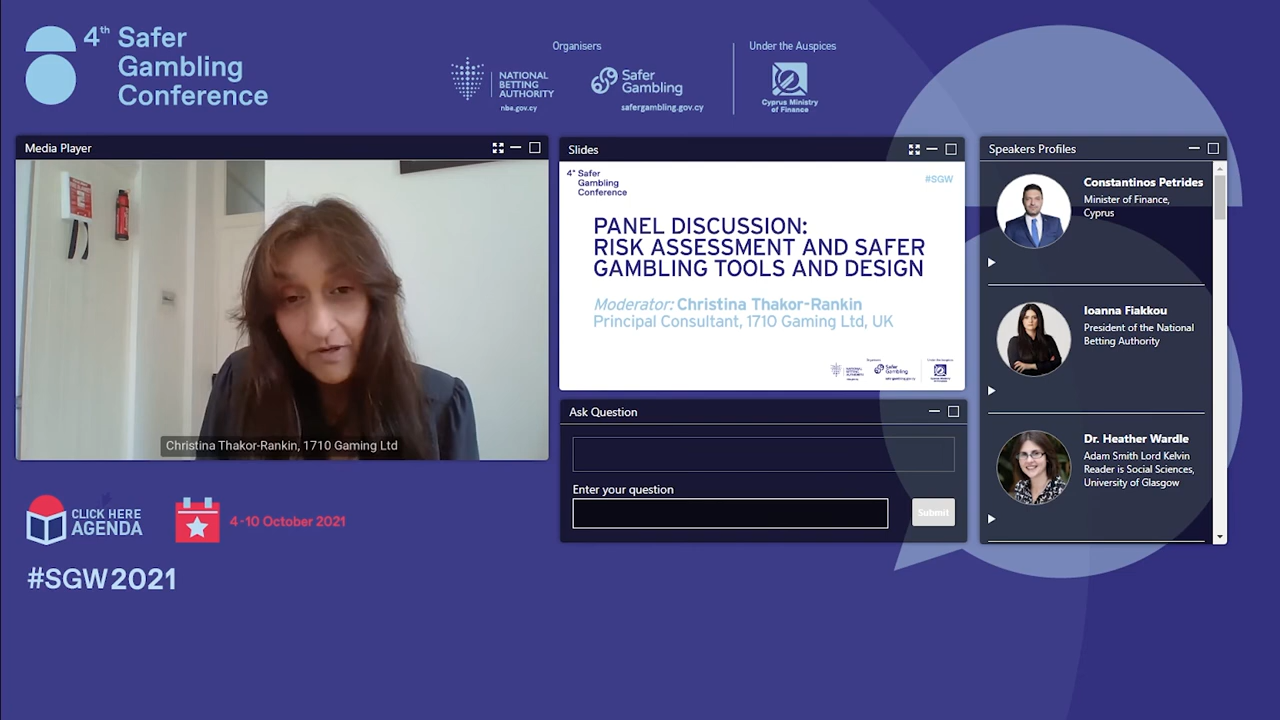 4th Safer
Gambling
Conference
Organisers
NATIONAL
BETTING
AUTHORITY
nba.gov.cy
Safer
Gambling
safergambling.gov.cy
Under the Auspices
Cyprus Ministry
of Finance
Media Player
Christina Thakor-Rankin, 1710 Gaming Ltd
Slides
4th Safer
Gambling
Conference
#SGW
PANEL DISCUSSION:
RISK ASSESSMENT AND SAFER
GAMBLING TOOLS AND DESIGN
Moderator: Christina Thakor-Rankin
Principal Consultant, 1710 Gaming Ltd, UK
Ask Question
Enter your question
Submit
Speakers Profiles
Constantinos Petrides
Minister of Finance,
Cyprus
Ioanna Fiakkou
President of the National
Betting Authority
Dr. Heather Wardle
Adam Smith Lord Kelvin
Reader is Social Sciences,
University of Glasgow
CLICK HERE
AGENDA
4-10 October 2021
#SGW2021